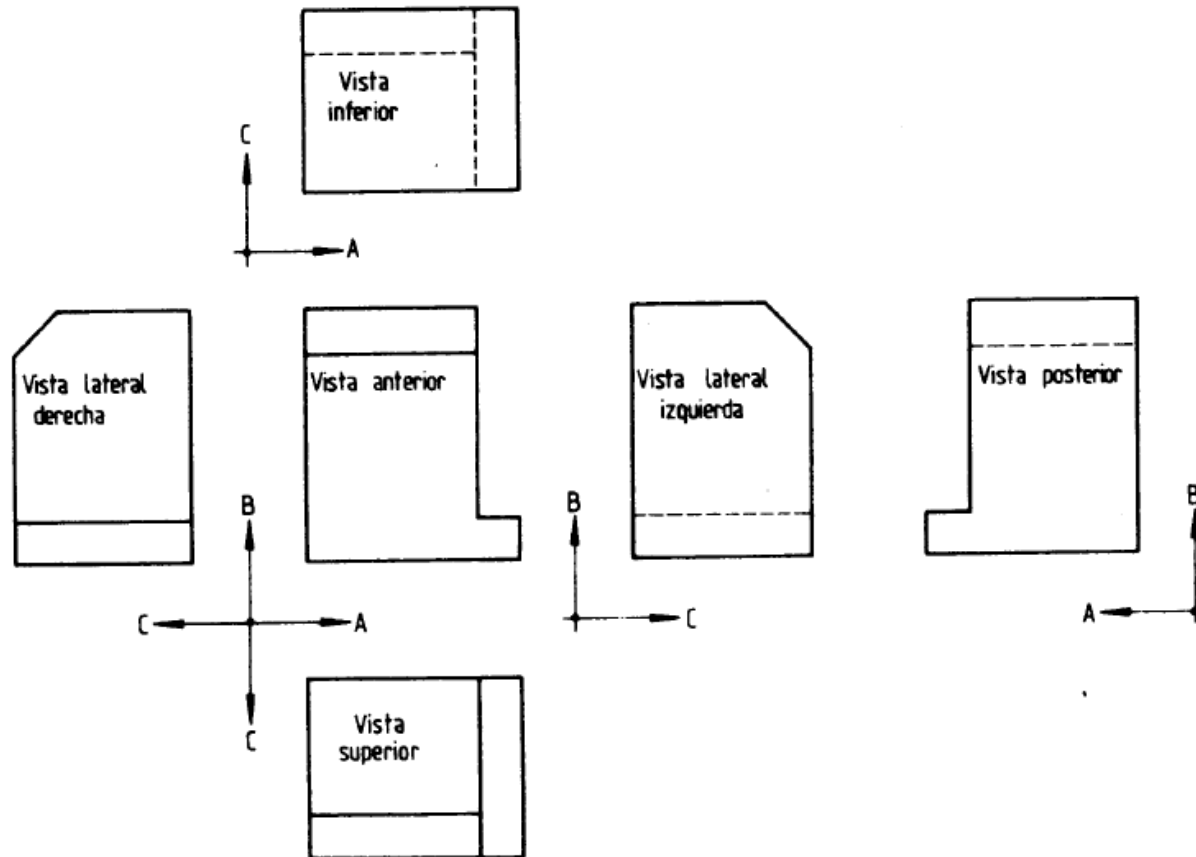 Vista
inferior
C
A
Vista lateral
derecha
Vista anterior
Vista lateral
izquierda
Vista posterior
B
B
B
C
A
C
A
C
Vista
superior